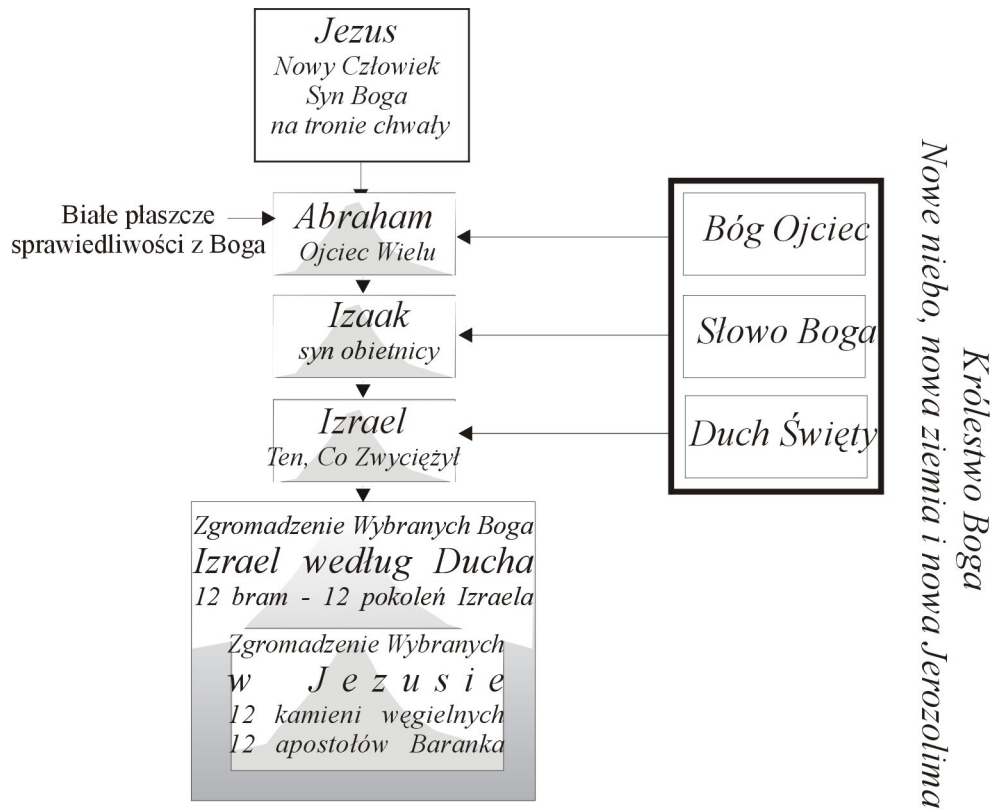 Jezus
Nowy Człowiek
Syn Boga
na tronie chwały
Białe płaszcze
sprawiedliwości z Boga
Abraham
Ojciec Wielu
Izaak
syn obietnicy
Izrael
Ten, Co Zwyciężył
Zgromadzenie Wybranych Boga
Izrael według Ducha
12 bram - 12 pokoleń Izraela
Zgromadzenie Wybranych
w Jezusie
12 kamieni węgielnych
12 apostołów Baranka
Bóg Ojciec
Słowo Boga
Duch Święty
Królestwo Boga
Nowe niebo, nowa ziemia i nowa Jerozolima